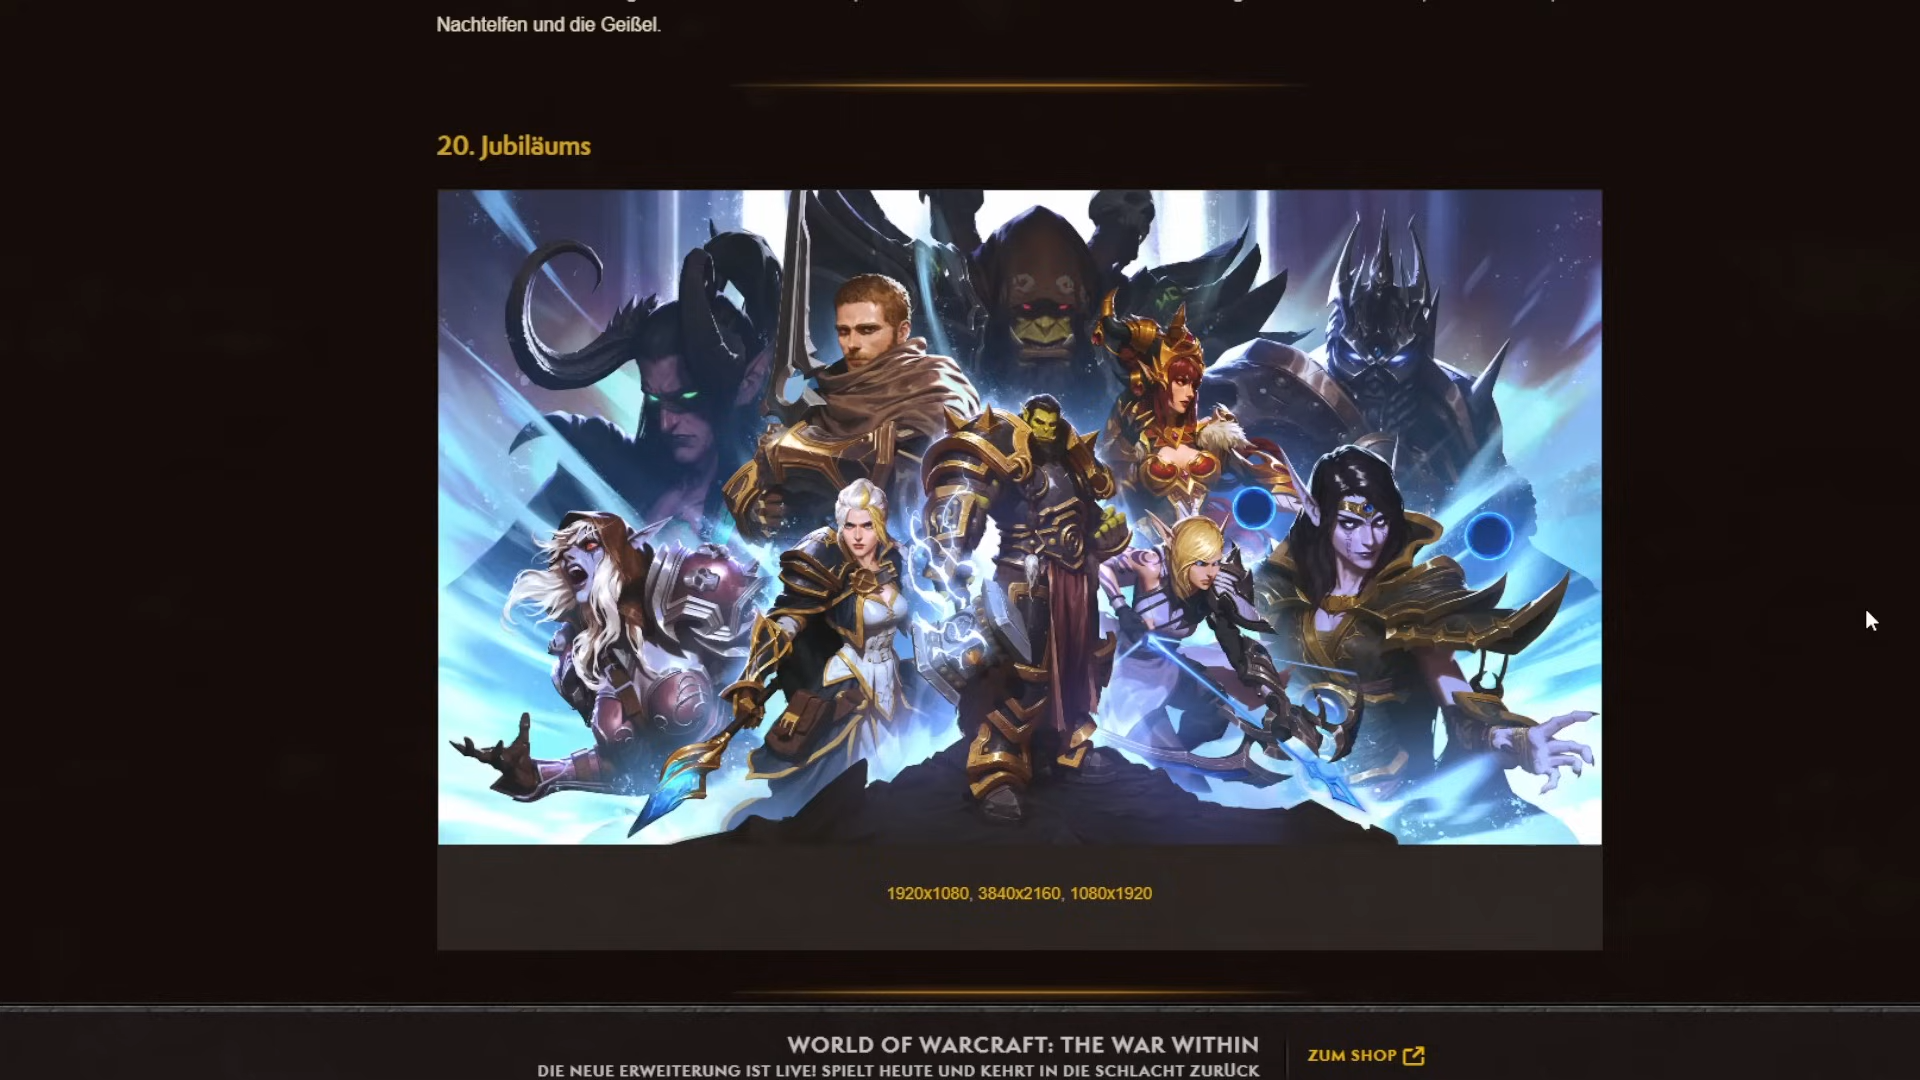 Nachtelfen und die Geißel.
20. Jubiläums
1920x1080, 3840x2160, 1080x1920
WORLD OF WARCRAFT: THE WAR WITHIN
DIE NEUE ERWEITERUNG IST LIVE! SPIELT HEUTE UND KEHRT IN DIE SCHLACHT ZURÜCK
ZUM SHOP